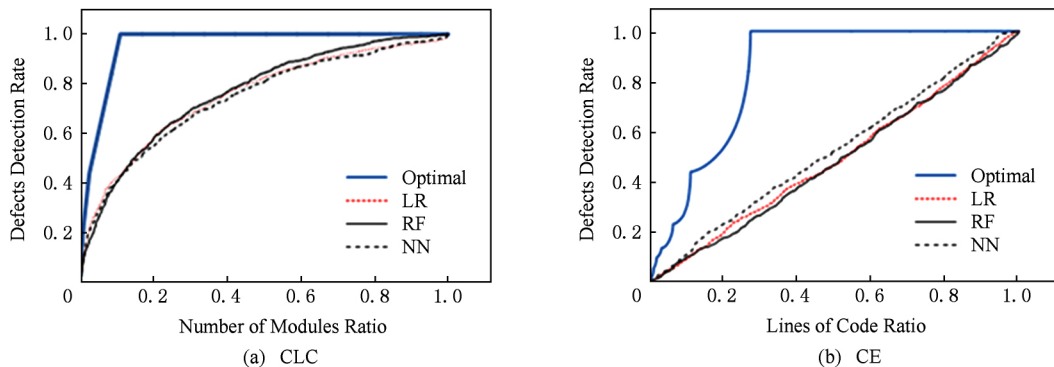 1.0
0.8
0.6
0.4
0.2
0
0.2 0.4 0.6 0.8 1.0
Defects Detection Rate
Number of Modules Ratio
Optimal
LR
RF
NN
(a) CLC
1.0
0.8
0.6
0.4
0.2
0
0.2 0.4 0.6 0.8 1.0
Defects Detection Rate
Lines of Code Ratio
Optimal
LR
RF
NN
(b) CE